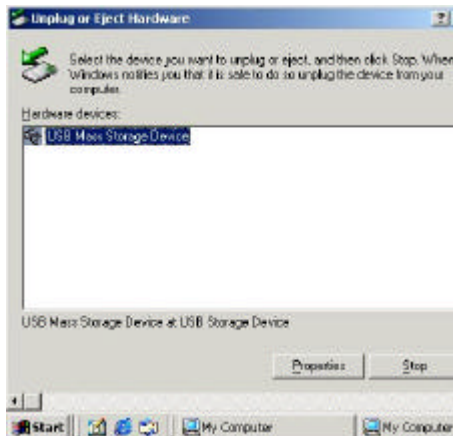 Unplug or Eject Hardware
Select the device you want to unplug or eject, and then click Stop. When
Windows notifies you that it is safe to do so unplug the device from your
computer.
Hardware devices:
USB Mass Storage Device
USB Mass Storage Device at USB Storage Device
Properties
Stop
Start
My Computer
My Computer